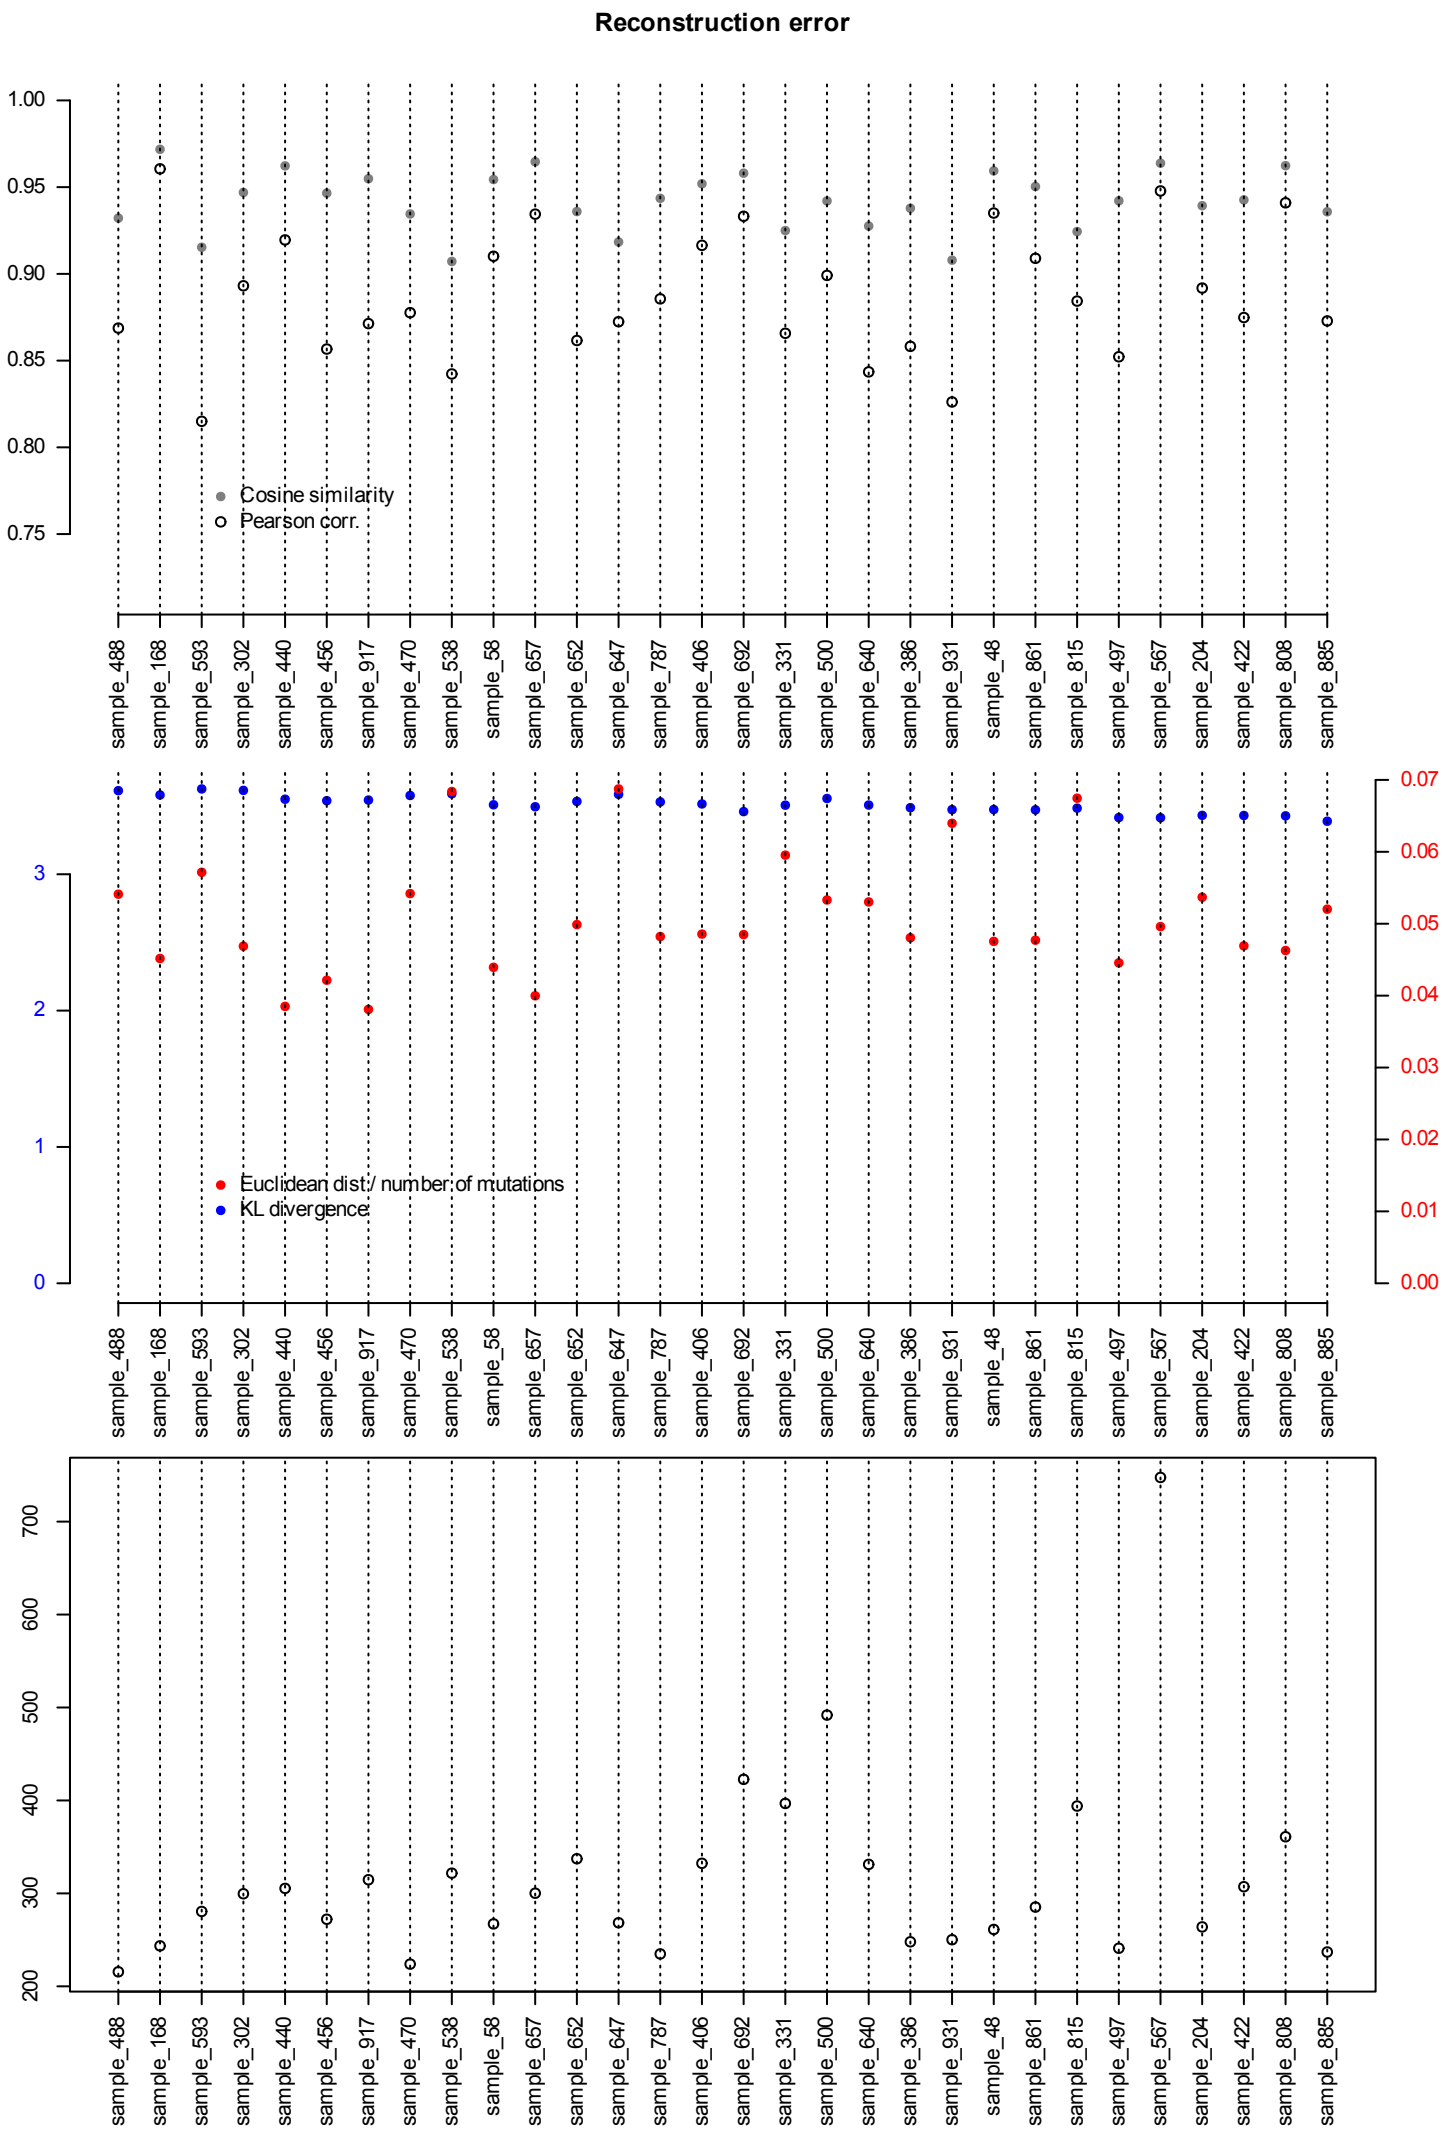 Reconstruction error
1.00
0.95
0.90
0.85
0.80
0.75
Cosine similarity
Pearson corr.
sample_488
sample_168
sample_593
sample_302
sample_440
sample_456
sample_917
sample_470
sample_538
sample_58
sample_657
sample_652
sample_647
sample_787
sample_406
sample_692
sample_331
sample_500
sample_640
sample_386
sample_931
sample_48
sample_861
sample_815
sample_497
sample_567
sample_204
sample_422
sample_808
sample_885
3
2
1
0
Euclidean dist./ number of mutations
KL divergence
0.07
0.06
0.05
0.04
0.03
0.02
0.01
0.00
sample_488
sample_168
sample_593
sample_302
sample_440
sample_456
sample_917
sample_470
sample_538
sample_58
sample_657
sample_652
sample_647
sample_787
sample_406
sample_692
sample_331
sample_500
sample_640
sample_386
sample_931
sample_48
sample_861
sample_815
sample_497
sample_567
sample_204
sample_422
sample_808
sample_885
700
600
500
400
300
200
sample_488
sample_168
sample_593
sample_302
sample_440
sample_456
sample_917
sample_470
sample_538
sample_58
sample_657
sample_652
sample_647
sample_787
sample_406
sample_692
sample_331
sample_500
sample_640
sample_386
sample_931
sample_48
sample_861
sample_815
sample_497
sample_567
sample_204
sample_422
sample_808
sample_885